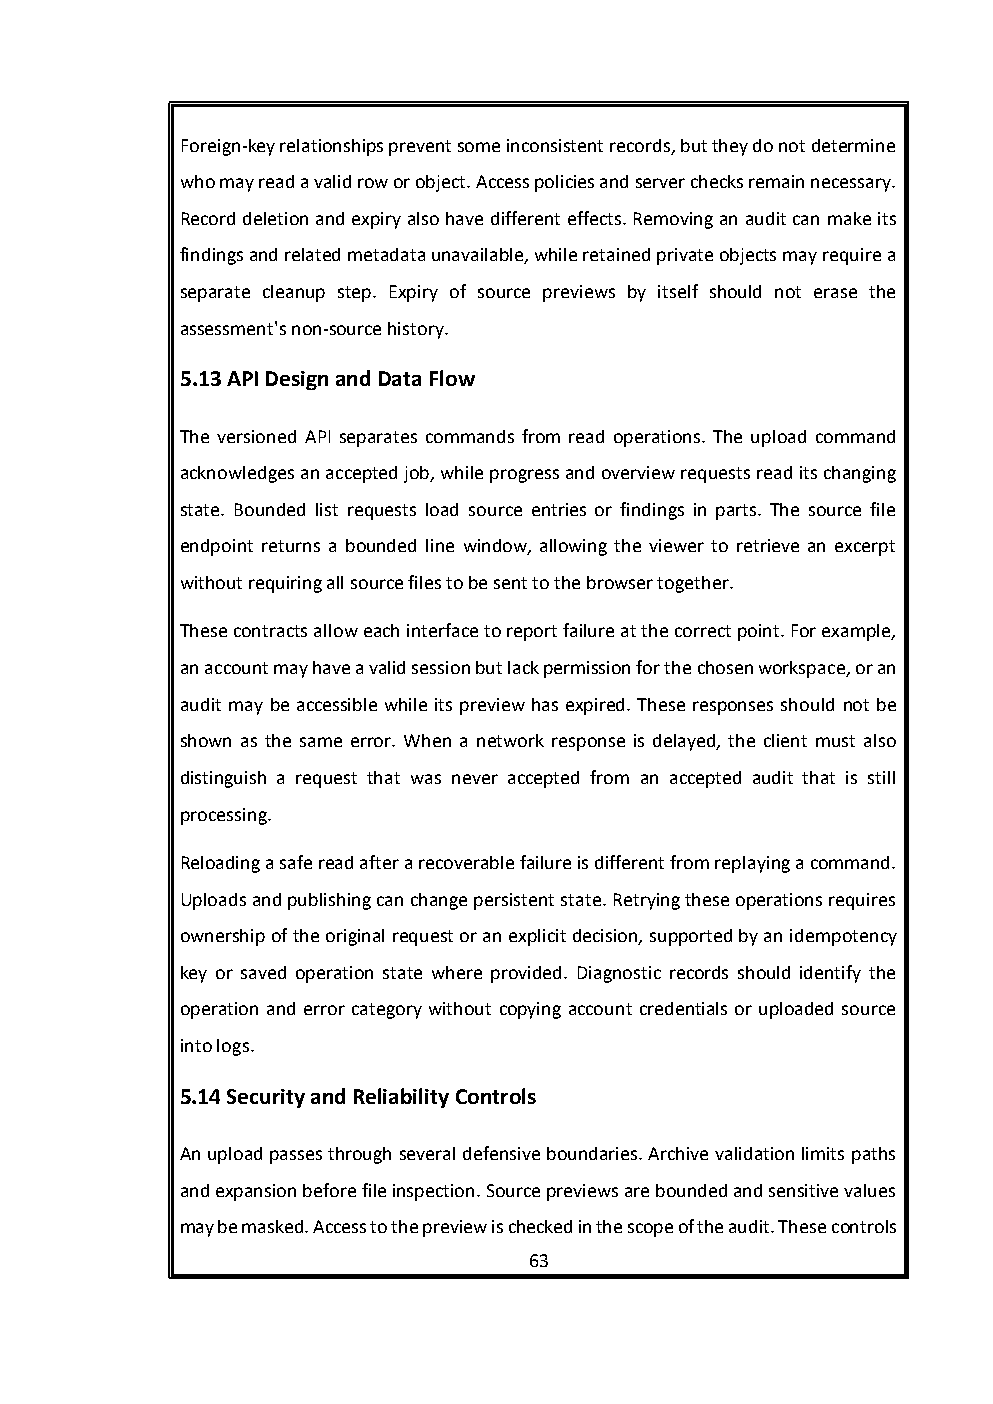 Foreign-key relationships prevent some inconsistent records, but they do not determine
who may read a valid row or object. Access policies and server checks remain necessary.
Record deletion and expiry also have different effects. Removing an audit can make its
findings and related metadata unavailable, while retained private objects may require a
separate cleanup step. Expiry of source previews by itself should not erase the
assessment's non-source history.
5.13 API Design and Data Flow
The versioned API separates commands from read operations. The upload command
acknowledges an accepted job, while progress and overview requests read its changing
state. Bounded list requests load source entries or findings in parts. The source file
endpoint returns a bounded line window, allowing the viewer to retrieve an excerpt
without requiring all source files to be sent to the browser together.
These contracts allow each interface to report failure at the correct point. For example,
an account may have a valid session but lack permission for the chosen workspace, or an
audit may be accessible while its preview has expired. These responses should not be
shown as the same error. When a network response is delayed, the client must also
distinguish a request that was never accepted from an accepted audit that is still
processing.
Reloading a safe read after a recoverable failure is different from replaying a command.
Uploads and publishing can change persistent state. Retrying these operations requires
ownership of the original request or an explicit decision, supported by an idempotency
key or saved operation state where provided. Diagnostic records should identify the
operation and error category without copying account credentials or uploaded source
into logs.
5.14 Security and Reliability Controls
An upload passes through several defensive boundaries. Archive validation limits paths
and expansion before file inspection. Source previews are bounded and sensitive values
may be masked. Access to the preview is checked in the scope of the audit. These controls
63